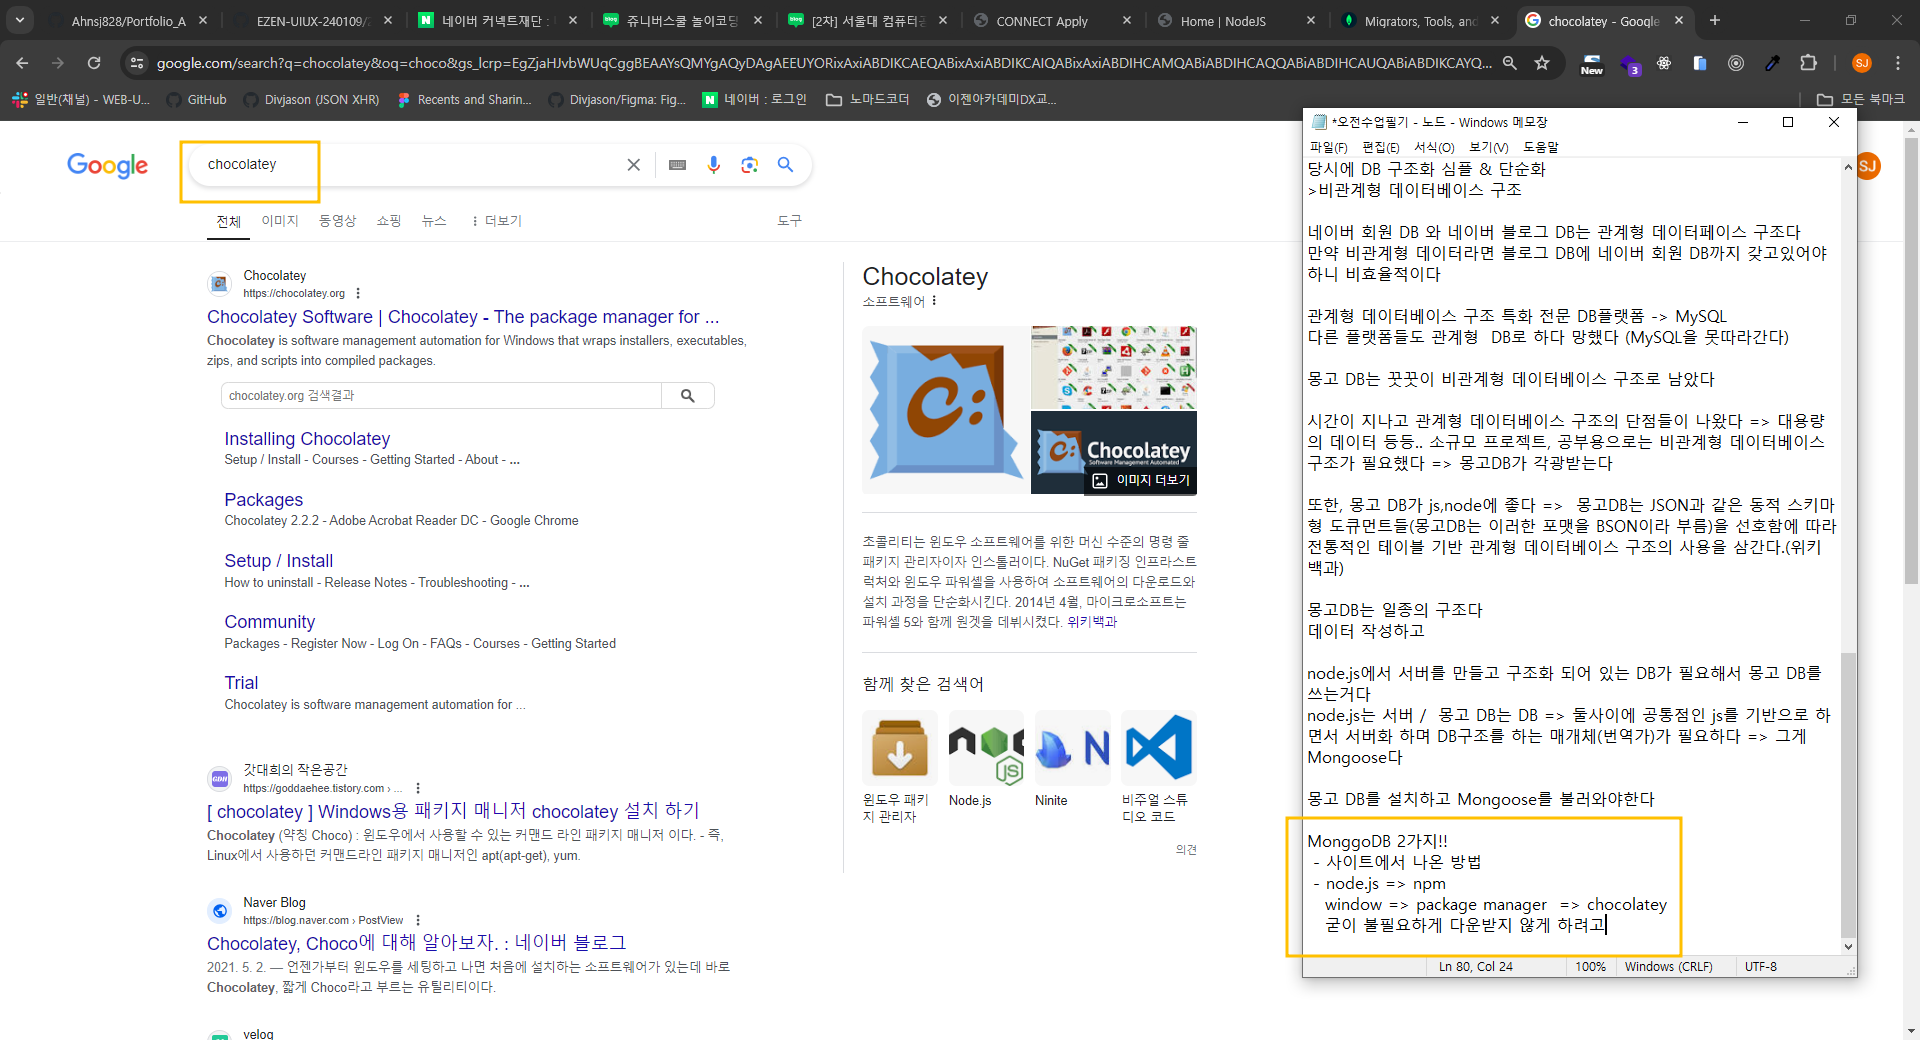 Ahnsj828/Portfolio_A
EZEN-UIUX-240109/2
네이버 커넥트재단 :
쥬니버스쿨 놀이코딩
[2차] 서울대 컴퓨터공
CONNECT Apply
Home | NodeJS
Migrators, Tools, and
chocolatey - Google
google.com/search?q=chocolatey&oq=choco&gs_lcrp=EgZjaHJvbWUqCggBEAAYsQMYgAQyDAgAEEUYORixAxiABDIKCAEQABixAxiABDIKCAIQABixAxiABDIHCAMQABiABDIHCAQQABiABDIHCAUQABiABDIKCAYQ...
New
3
SJ
일반(채널) - WEB-U...
GitHub
Divjason (JSON XHR)
Recents and Sharin...
Divjason/Figma: Fig...
네이버 : 로그인
노마드코더
이젠아카데미DX교...
모든 북마크
Google
chocolatey
SJ
전체
이미지
동영상
쇼핑
뉴스
더보기
도구
Chocolatey
https://chocolatey.org
Chocolatey Software | Chocolatey - The package manager for ...
Chocolatey is software management automation for Windows that wraps installers, executables,
zips, and scripts into compiled packages.
chocolatey.org 검색결과
Installing Chocolatey
Setup / Install - Courses - Getting Started - About - ...
Packages
Chocolatey 2.2.2 - Adobe Acrobat Reader DC - Google Chrome
Setup / Install
How to uninstall - Release Notes - Troubleshooting - ...
Community
Packages - Register Now - Log On - FAQs - Courses - Getting Started
Trial
Chocolatey is software management automation for ...
GDH
갓대희의 작은공간
https://goddaehee.tistory.com › ...
[ chocolatey ] Windows용 패키지 매니저 chocolatey 설치 하기
Chocolatey (약칭 Choco) : 윈도우에서 사용할 수 있는 커맨드 라인 패키지 매니저 이다. - 즉,
Linux에서 사용하던 커맨드라인 패키지 매니저인 apt(apt-get), yum.
Naver Blog
https://blog.naver.com › PostView
Chocolatey, Choco에 대해 알아보자. : 네이버 블로그
2021. 5. 2. — 언젠가부터 윈도우를 세팅하고 나면 처음에 설치하는 소프트웨어가 있는데 바로
Chocolatey, 짧게 Choco라고 부르는 유틸리티이다.
velog
Chocolatey
소프트웨어
Chocolatey
Software Management Automated
이미지 더보기
초콜리티는 윈도우 소프트웨어를 위한 머신 수준의 명령 줄
패키지 관리자이자 인스톨러이다. NuGet 패키징 인프라스트
럭처와 윈도우 파워셸을 사용하여 소프트웨어의 다운로드와
설치 과정을 단순화시킨다. 2014년 4월, 마이크로소프트는
파워셸 5와 함께 원겟을 데뷔시켰다. 위키백과
함께 찾은 검색어
윈도우 패키
지 관리자
Node.js
Ninite
비주얼 스튜
디오 코드
의견
*오전수업필기 - 노드 - Windows 메모장
파일(F)
편집(E)
서식(O)
보기(V)
도움말
당시에 DB 구조화 심플 & 단순화
>비관계형 데이터베이스 구조
네이버 회원 DB 와 네이버 블로그 DB는 관계형 데이터페이스 구조다
만약 비관계형 데이터라면 블로그 DB에 네이버 회원 DB까지 갖고있어야
하니 비효율적이다
관계형 데이터베이스 구조 특화 전문 DB플랫폼 -> MySQL
다른 플랫폼들도 관계형 DB로 하다 망했다 (MySQL을 못따라간다)
몽고 DB는 꿋꿋이 비관계형 데이터베이스 구조로 남았다
시간이 지나고 관계형 데이터베이스 구조의 단점들이 나왔다 => 대용량
의 데이터 등등.. 소규모 프로젝트, 공부용으로는 비관계형 데이터베이스
구조가 필요했다 => 몽고DB가 각광받는다
또한, 몽고 DB가 js,node에 좋다 => 몽고DB는 JSON과 같은 동적 스키마
형 도큐먼트들(몽고DB는 이러한 포맷을 BSON이라 부름)을 선호함에 따라
전통적인 테이블 기반 관계형 데이터베이스 구조의 사용을 삼간다.(위키
백과)
몽고DB는 일종의 구조다
데이터 작성하고
node.js에서 서버를 만들고 구조화 되어 있는 DB가 필요해서 몽고 DB를
쓰는거다
node.js는 서버 / 몽고 DB는 DB => 둘사이에 공통점인 js를 기반으로 하
면서 서버화 하며 DB구조를 하는 매개체(번역가)가 필요하다 => 그게
Mongoose다
몽고 DB를 설치하고 Mongoose를 불러와야한다
MonggoDB 2가지!!
- 사이트에서 나온 방법
- node.js => npm
window => package manager => chocolatey
굳이 불필요하게 다운받지 않게 하려고
Ln 80, Col 24
100%
Windows (CRLF)
UTF-8